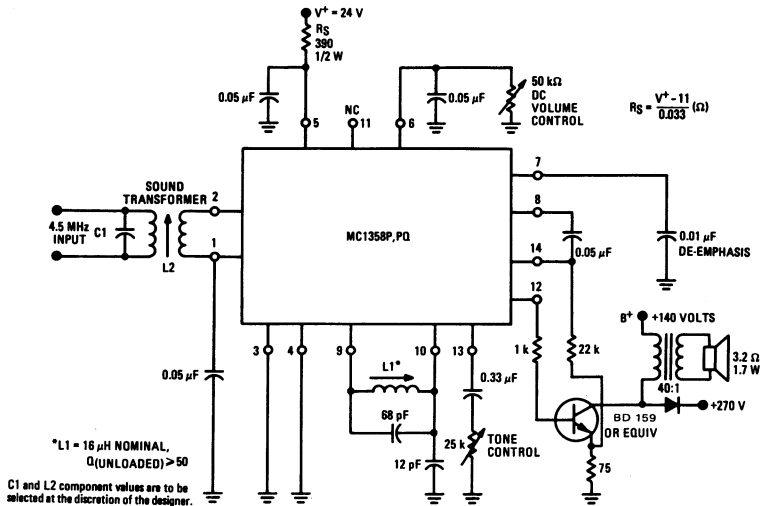 V+ = 24 V
RS
390
1/2 W
0.05 µF
NC
5
11
6
0.05 µF
50 kΩ
DC
VOLUME
CONTROL
RS = V+ − 11 / 0.033 (Ω)
SOUND
TRANSFORMER
2
4.5 MHz
INPUT
C1
1
L2
MC1358P,PQ
7
8
0.05 µF
14
12
0.01 µF
DE-EMPHASIS
B+
+140 VOLTS
3
4
9
10
13
L1*
1 k
22 k
3.2 Ω
1.7 W
40:1
0.05 µF
0.33 µF
+270 V
68 pF
BD 159
OR EQUIV
25 k
TONE
CONTROL
12 pF
75
*L1 = 16 µH NOMINAL,
Q(UNLOADED) ⩾ 50
C1 and L2 component values are to be
selected at the discretion of the designer.